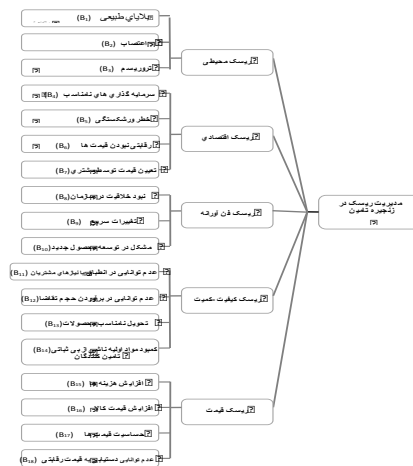 مدیریت ریسک در
زنجیره تامین
ریسک محیطی
بلایای طبیعی (B₁)
اعتصاب (B₂)
تروریسم (B₃)
ریسک اقتصادی
سرمایه گذاری های نامناسب (B₄)
خطر ورشکستگی (B₅)
رقابتی نبودن قیمت ها (B₆)
تعیین قیمت توسط مشتری (B₇)
ریسک فن اورانه
نبود خلاقیت در سازمان (B₈)
تغییرات سریع (B₉)
مشکل در توسعه محصول جدید (B₁₀)
ریسک کیفیت-کمیت
عدم توانایی در انطباق با نیازهای مشتریان (B₁₁)
عدم توانایی در براوردن حجم تقاضا (B₁₂)
تحویل نامناسب محصولات (B₁₃)
کمبود مواد اولیه ناشی از بی ثباتی (B₁₄)
تامین کنندگان
ریسک قیمت
افزایش هزینه ها (B₁₅)
افزایش قیمت کالا (B₁₆)
حساسیت قیمت ها (B₁₇)
عدم توانایی دستیابی به قیمت رقابتی (B₁₈)